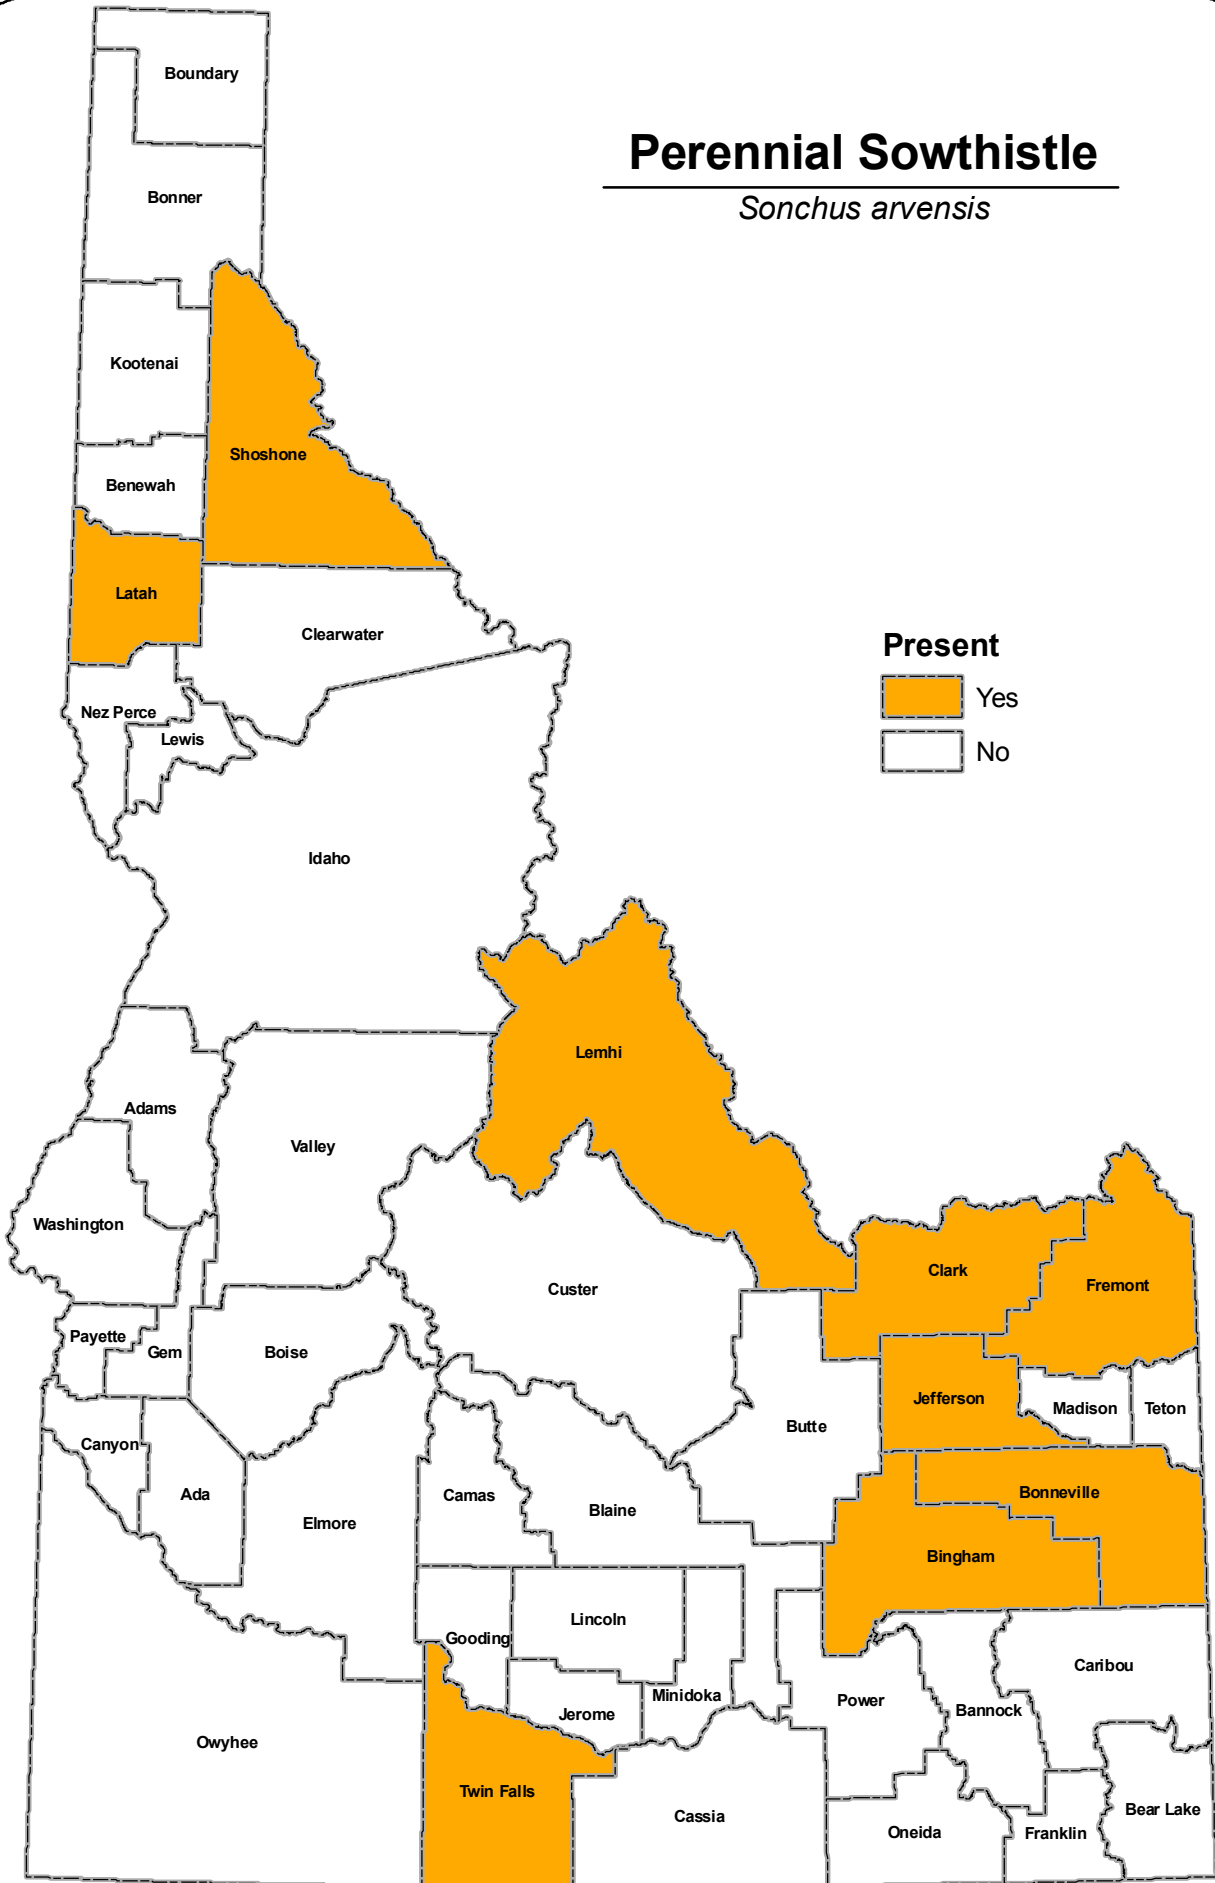 Boundary
Perennial Sowthistle
Sonchus arvensis
Bonner
Kootenai
Shoshone
Benewah
Latah
Clearwater
Present
Yes
No
Nez Perce
Lewis
Idaho
Lemhi
Adams
Valley
Washington
Clark
Fremont
Custer
Payette
Gem
Boise
Jefferson
Madison
Teton
Butte
Canyon
Ada
Camas
Bonneville
Blaine
Elmore
Bingham
Lincoln
Gooding
Caribou
Minidoka
Power
Bannock
Jerome
Owyhee
Twin Falls
Cassia
Bear Lake
Oneida
Franklin